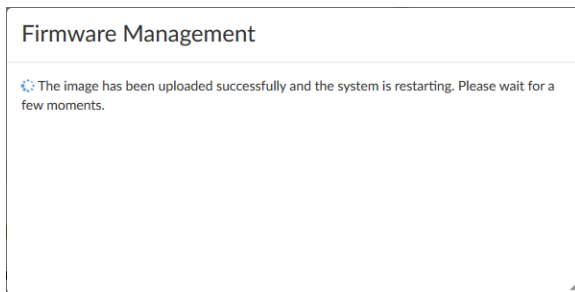 Firmware Management
The image has been uploaded successfully and the system is restarting. Please wait for a
few moments.